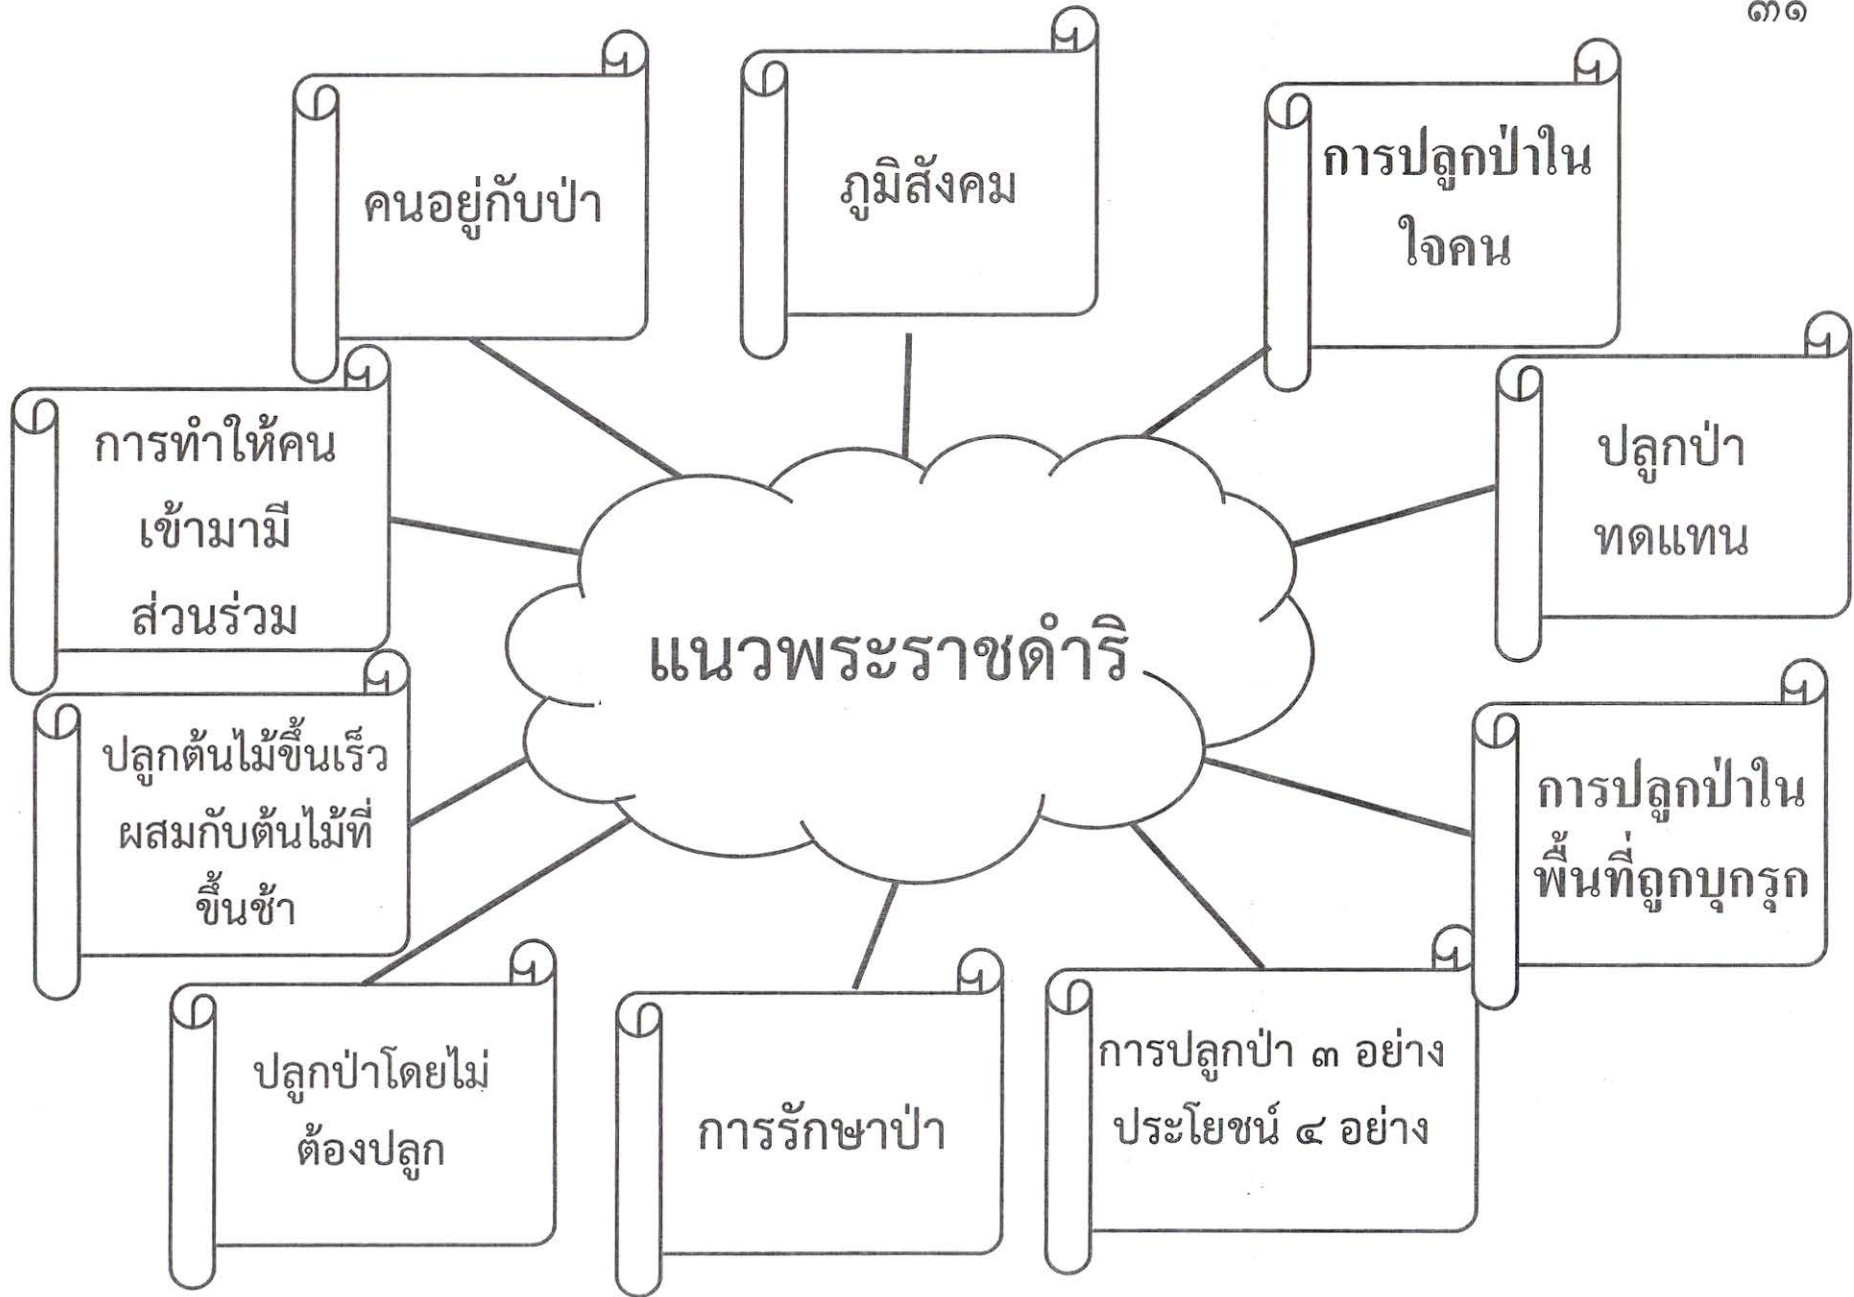 ๓๑
คนอยู่กับป่า
ภูมิสังคม
การปลูกป่าใน
ใจคน
การทำให้คน
เข้ามามี
ส่วนร่วม
ปลูกป่า
ทดแทน
แนวพระราชดำริ
ปลูกต้นไม้ขึ้นเร็ว
ผสมกับต้นไม้ที่
ขึ้นช้า
การปลูกป่าใน
พื้นที่ถูกบุกรุก
ปลูกป่าโดยไม่
ต้องปลูก
การรักษาป่า
การปลูกป่า ๓ อย่าง
ประโยชน์ ๔ อย่าง